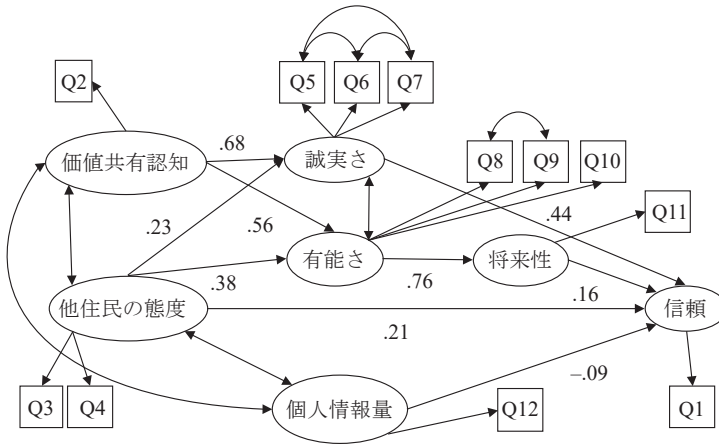 Q2
Q5
Q6
Q7
価値共有認知
.68
誠実さ
Q8
Q9
Q10
.23
.56
.44
Q11
有能さ
将来性
.38
.76
.16
他住民の態度
信頼
.21
-.09
Q3
Q4
個人情報量
Q12
Q1